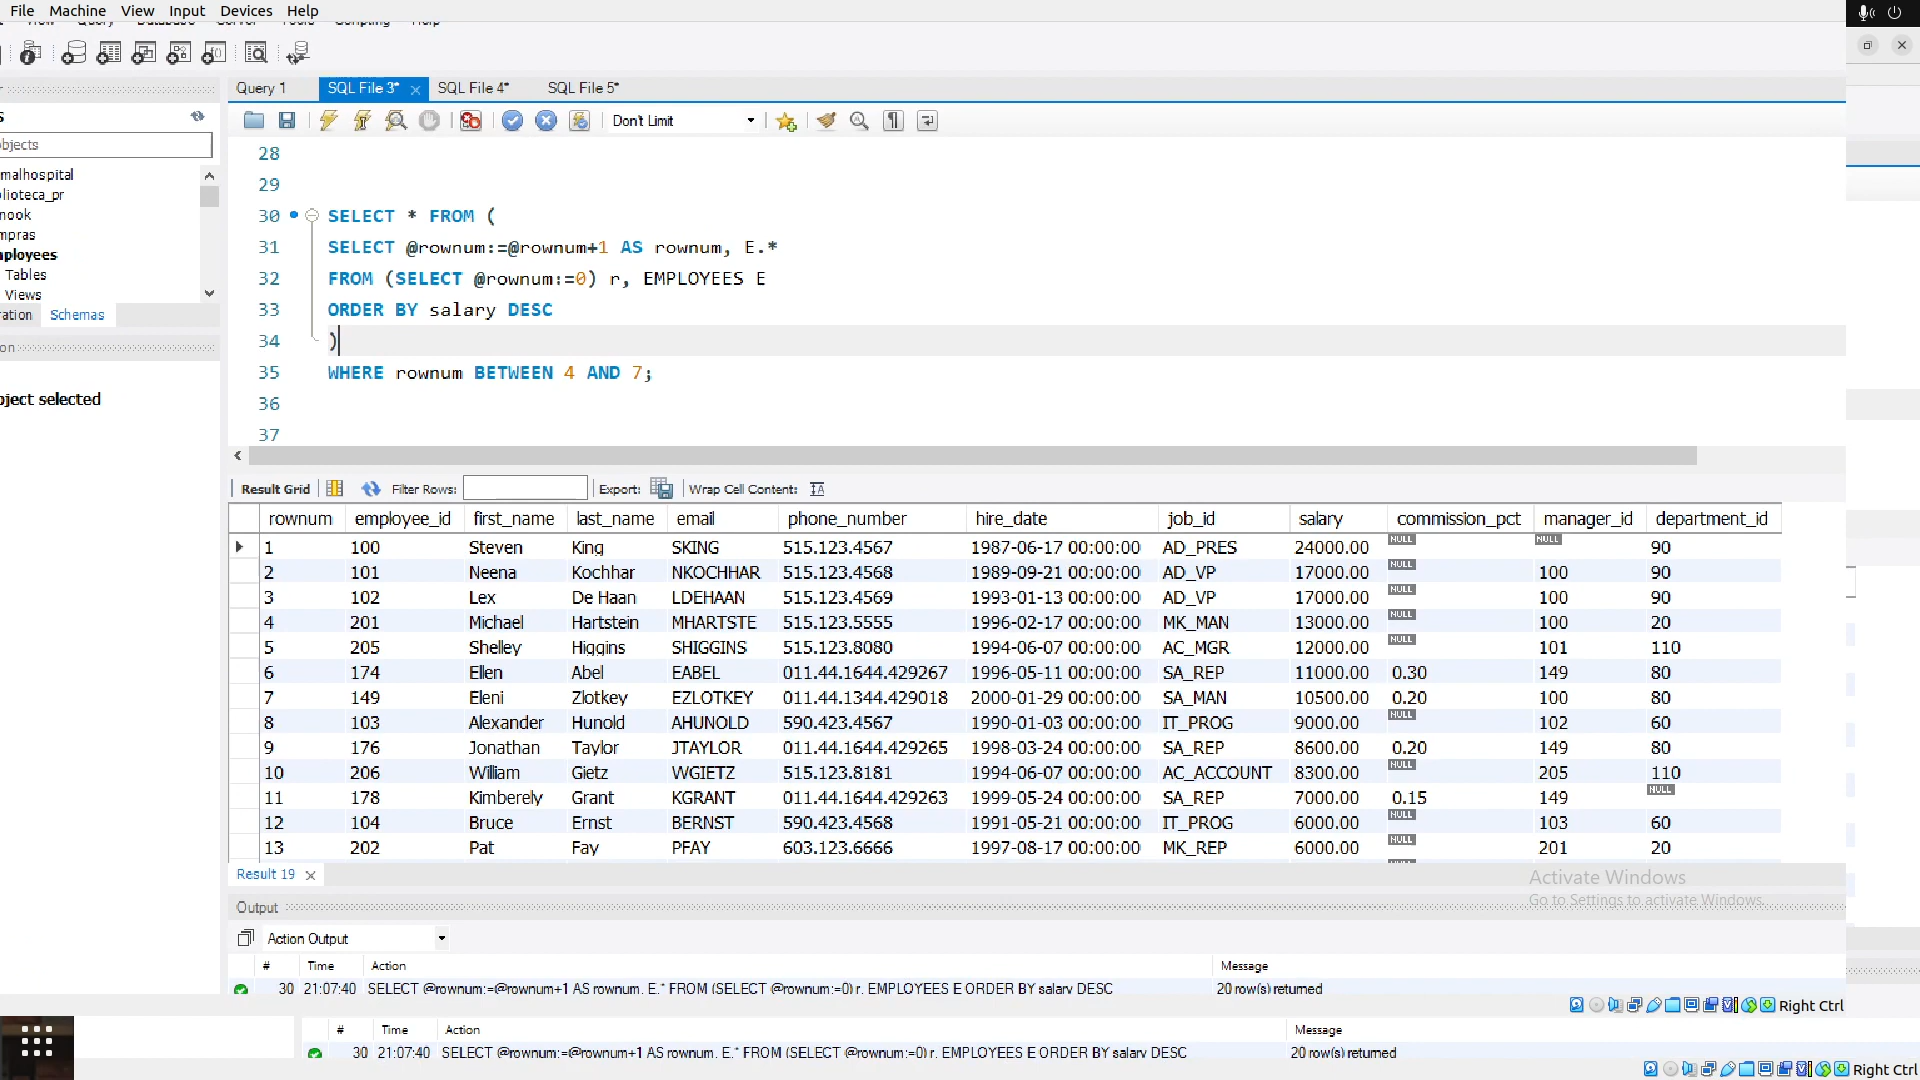 File Machine View Input Devices Help
View Query Database Server Tools Scripting Help
Query 1 SQL File 3* SQL File 4* SQL File 5*
Don't Limit
bjects
malhospital
blioteca_pr
nook
mpras
mployees
Tables
Views
ration Schemas
on
bject selected
28
29
30 SELECT * FROM (
31 SELECT @rownum:=@rownum+1 AS rownum, E.*
32 FROM (SELECT @rownum:=0) r, EMPLOYEES E
33 ORDER BY salary DESC
34 )
35 WHERE rownum BETWEEN 4 AND 7;
36
37
Result Grid Filter Rows: Export: Wrap Cell Content:
rownum employee_id first_name last_name email phone_number hire_date job_id salary commission_pct manager_id department_id
1 100 Steven King SKING 515.123.4567 1987-06-17 00:00:00 AD_PRES 24000.00 NULL NULL 90
2 101 Neena Kochhar NKOCHHAR 515.123.4568 1989-09-21 00:00:00 AD_VP 17000.00 NULL 100 90
3 102 Lex De Haan LDEHAAN 515.123.4569 1993-01-13 00:00:00 AD_VP 17000.00 NULL 100 90
4 201 Michael Hartstein MHARTSTE 515.123.5555 1996-02-17 00:00:00 MK_MAN 13000.00 NULL 100 20
5 205 Shelley Higgins SHIGGINS 515.123.8080 1994-06-07 00:00:00 AC_MGR 12000.00 NULL 101 110
6 174 Ellen Abel EABEL 011.44.1644.429267 1996-05-11 00:00:00 SA_REP 11000.00 0.30 149 80
7 149 Eleni Zlotkey EZLOTKEY 011.44.1344.429018 2000-01-29 00:00:00 SA_MAN 10500.00 0.20 100 80
8 103 Alexander Hunold AHUNOLD 590.423.4567 1990-01-03 00:00:00 IT_PROG 9000.00 NULL 102 60
9 176 Jonathan Taylor JTAYLOR 011.44.1644.429265 1998-03-24 00:00:00 SA_REP 8600.00 0.20 149 80
10 206 William Gietz WGIETZ 515.123.8181 1994-06-07 00:00:00 AC_ACCOUNT 8300.00 NULL 205 110
11 178 Kimberely Grant KGRANT 011.44.1644.429263 1999-05-24 00:00:00 SA_REP 7000.00 0.15 149 NULL
12 104 Bruce Ernst BERNST 590.423.4568 1991-05-21 00:00:00 IT_PROG 6000.00 NULL 103 60
13 202 Pat Fay PFAY 603.123.6666 1997-08-17 00:00:00 MK_REP 6000.00 NULL 201 20
Result 19
Activate Windows
Go to Settings to activate Windows.
Output
Action Output
# Time Action Message
30 21:07:40 SELECT @rownum:=@rownum+1 AS rownum, E.* FROM (SELECT @rownum:=0) r, EMPLOYEES E ORDER BY salary DESC 20 row(s) returned
Right Ctrl
# Time Action Message
30 21:07:40 SELECT @rownum:=@rownum+1 AS rownum, E.* FROM (SELECT @rownum:=0) r, EMPLOYEES E ORDER BY salary DESC 20 row(s) returned
Right Ctrl